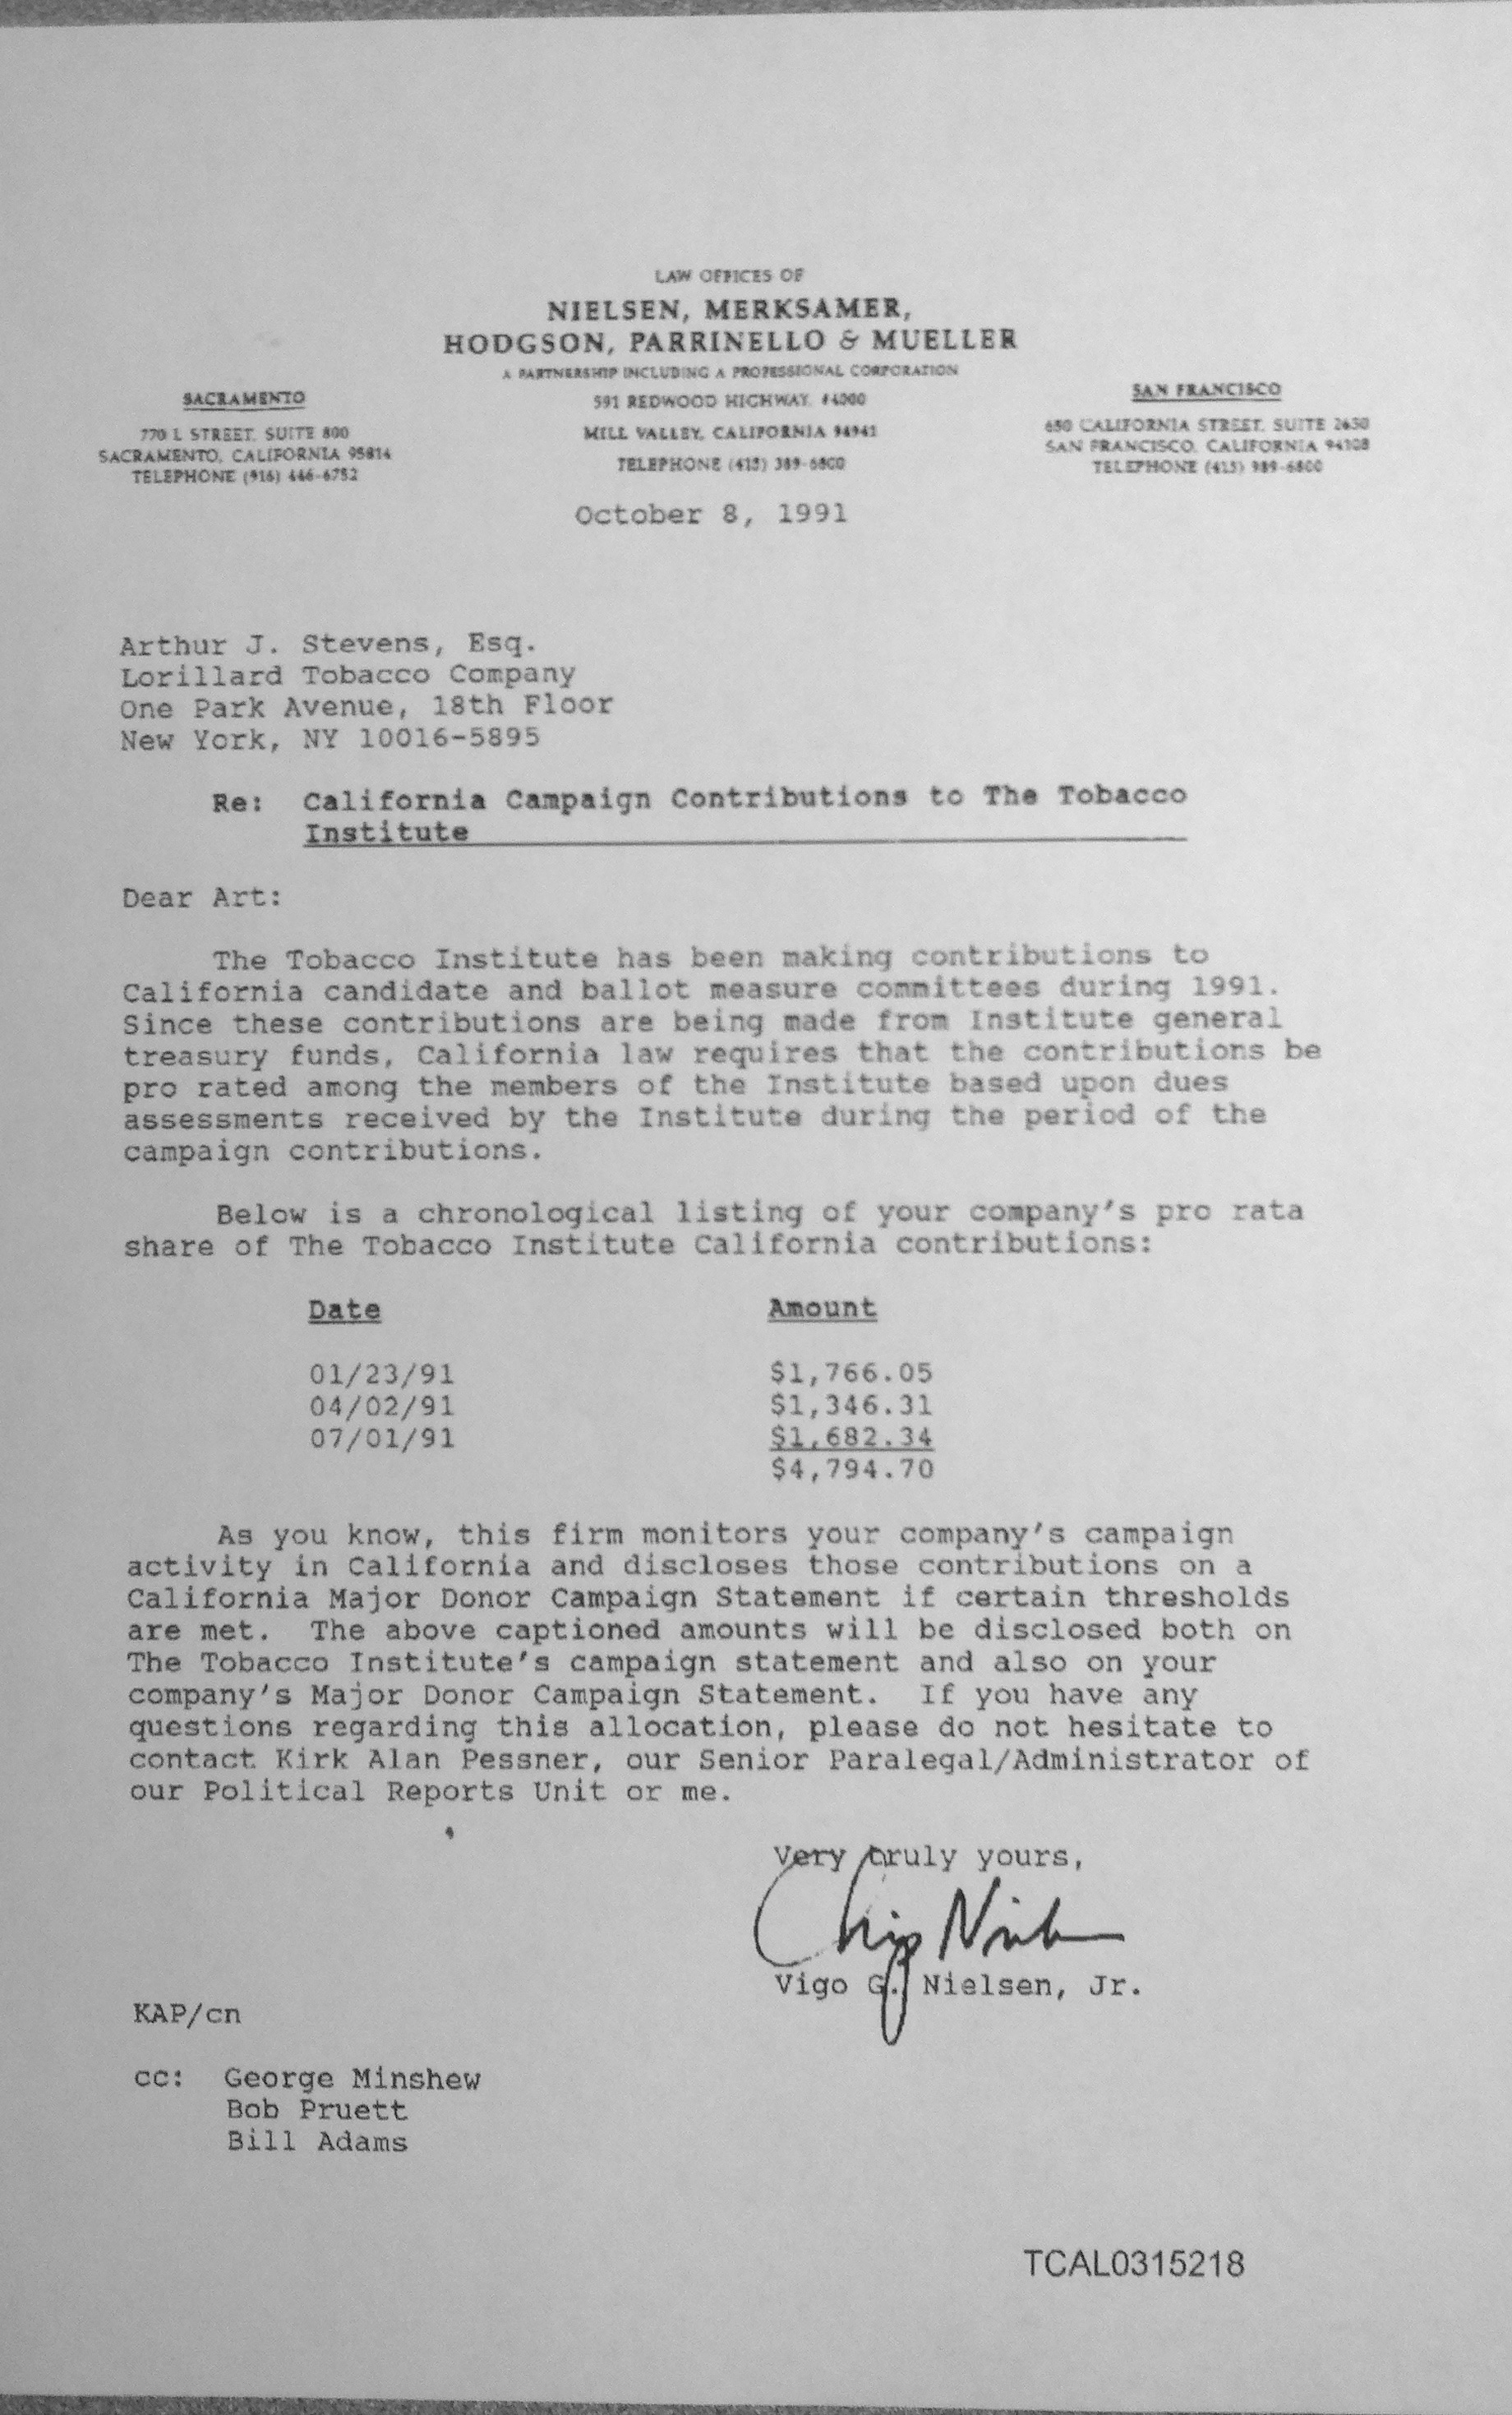 LAW OFFICES OF
NIELSEN, MERKSAMER,
HODGSON, PARRINELLO & MUELLER
A PARTNERSHIP INCLUDING A PROFESSIONAL CORPORATION
591 REDWOOD HIGHWAY, #4000
MILL VALLEY, CALIFORNIA 94941
TELEPHONE (415) 389-6800
SACRAMENTO
770 L STREET, SUITE 800
SACRAMENTO, CALIFORNIA 95814
TELEPHONE (916) 446-6752
SAN FRANCISCO
650 CALIFORNIA STREET, SUITE 2650
SAN FRANCISCO, CALIFORNIA 94108
TELEPHONE (415) 989-6800
October 8, 1991
Arthur J. Stevens, Esq.
Lorillard Tobacco Company
One Park Avenue, 18th Floor
New York, NY 10016-5895
Re: California Campaign Contributions to The Tobacco
Institute
Dear Art:
The Tobacco Institute has been making contributions to
California candidate and ballot measure committees during 1991.
Since these contributions are being made from Institute general
treasury funds, California law requires that the contributions be
pro rated among the members of the Institute based upon dues
assessments received by the Institute during the period of the
campaign contributions.
Below is a chronological listing of your company's pro rata
share of The Tobacco Institute California contributions:
Date Amount
01/23/91 $1,766.05
04/02/91 $1,346.31
07/01/91 $1,682.34
$4,794.70
As you know, this firm monitors your company's campaign
activity in California and discloses those contributions on a
California Major Donor Campaign Statement if certain thresholds
are met. The above captioned amounts will be disclosed both on
The Tobacco Institute's campaign statement and also on your
company's Major Donor Campaign Statement. If you have any
questions regarding this allocation, please do not hesitate to
contact Kirk Alan Pessner, our Senior Paralegal/Administrator of
our Political Reports Unit or me.
Very truly yours,
Chip Nielsen
Vigo G. Nielsen, Jr.
KAP/cn
cc: George Minshew
Bob Pruett
Bill Adams
TCAL0315218